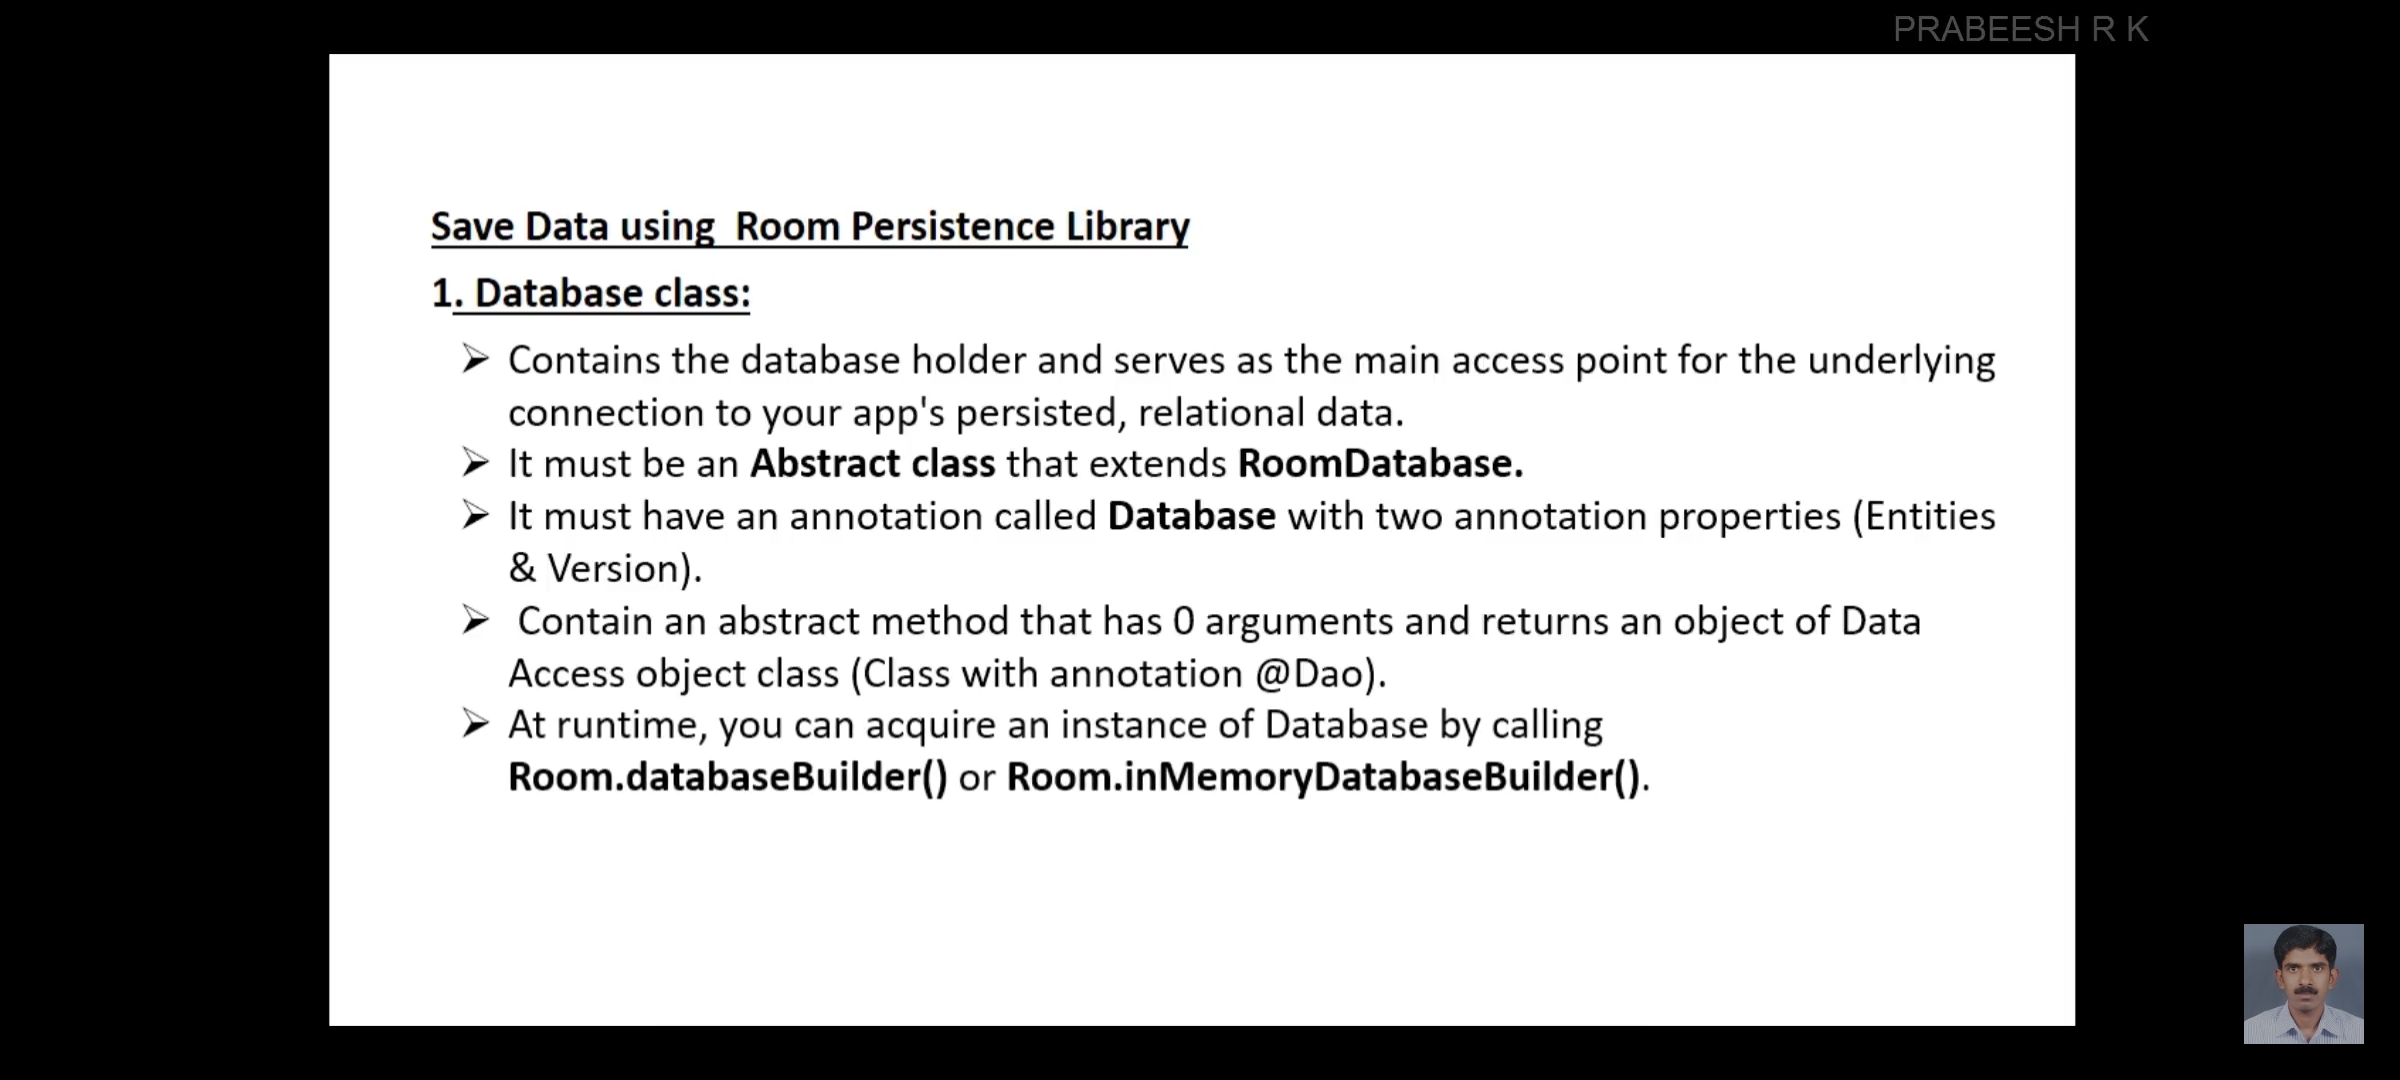 PRABEESH R K
Save Data using  Room Persistence Library
1. Database class:
➢ Contains the database holder and serves as the main access point for the underlying
connection to your app's persisted, relational data.
➢ It must be an Abstract class that extends RoomDatabase.
➢ It must have an annotation called Database with two annotation properties (Entities
& Version).
➢ Contain an abstract method that has 0 arguments and returns an object of Data
Access object class (Class with annotation @Dao).
➢ At runtime, you can acquire an instance of Database by calling
Room.databaseBuilder() or Room.inMemoryDatabaseBuilder().